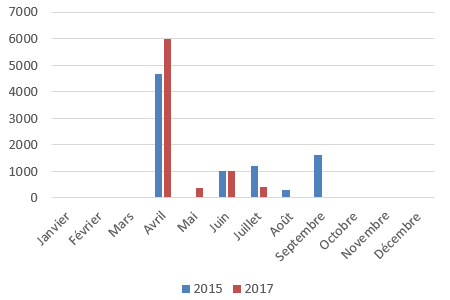 7000
6000
5000
4000
3000
2000
1000
0
Janvier
Février
Mars
Avril
Mai
Juin
Juillet
Août
Septembre
Octobre
Novembre
Décembre
2015 2017